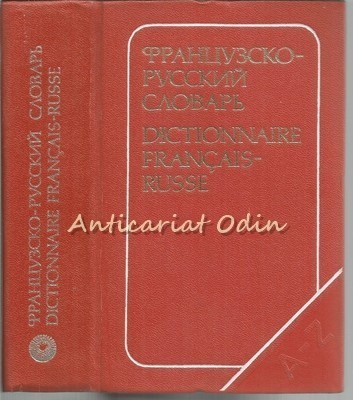 ФРАНЦУЗСКО-РУССКИЙ СЛОВАРЬ
DICTIONNAIRE FRANÇAIS-RUSSE
ФРАНЦУЗСКО-
РУССКИЙ
СЛОВАРЬ
DICTIONNAIRE
FRANÇAIS-
RUSSE
Anticariat Odin
A-Z